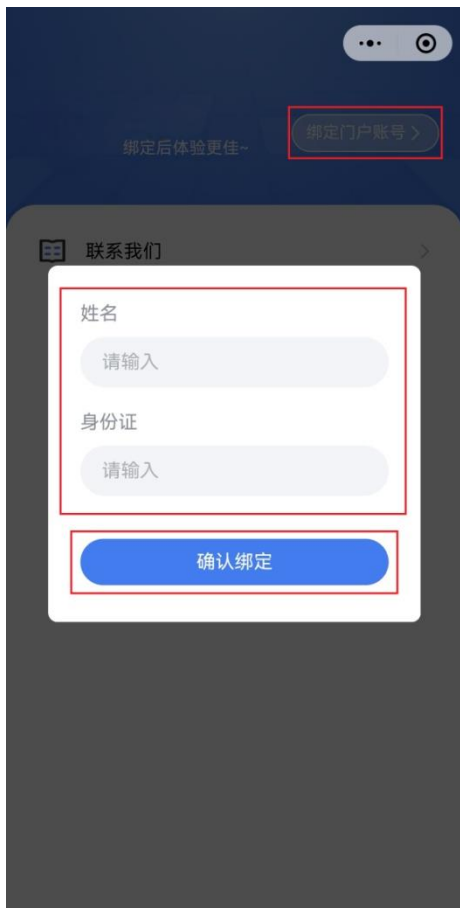 绑定门户账号 >
绑定后体验更佳~
联系我们
姓名
请输入
身份证
请输入
确认绑定